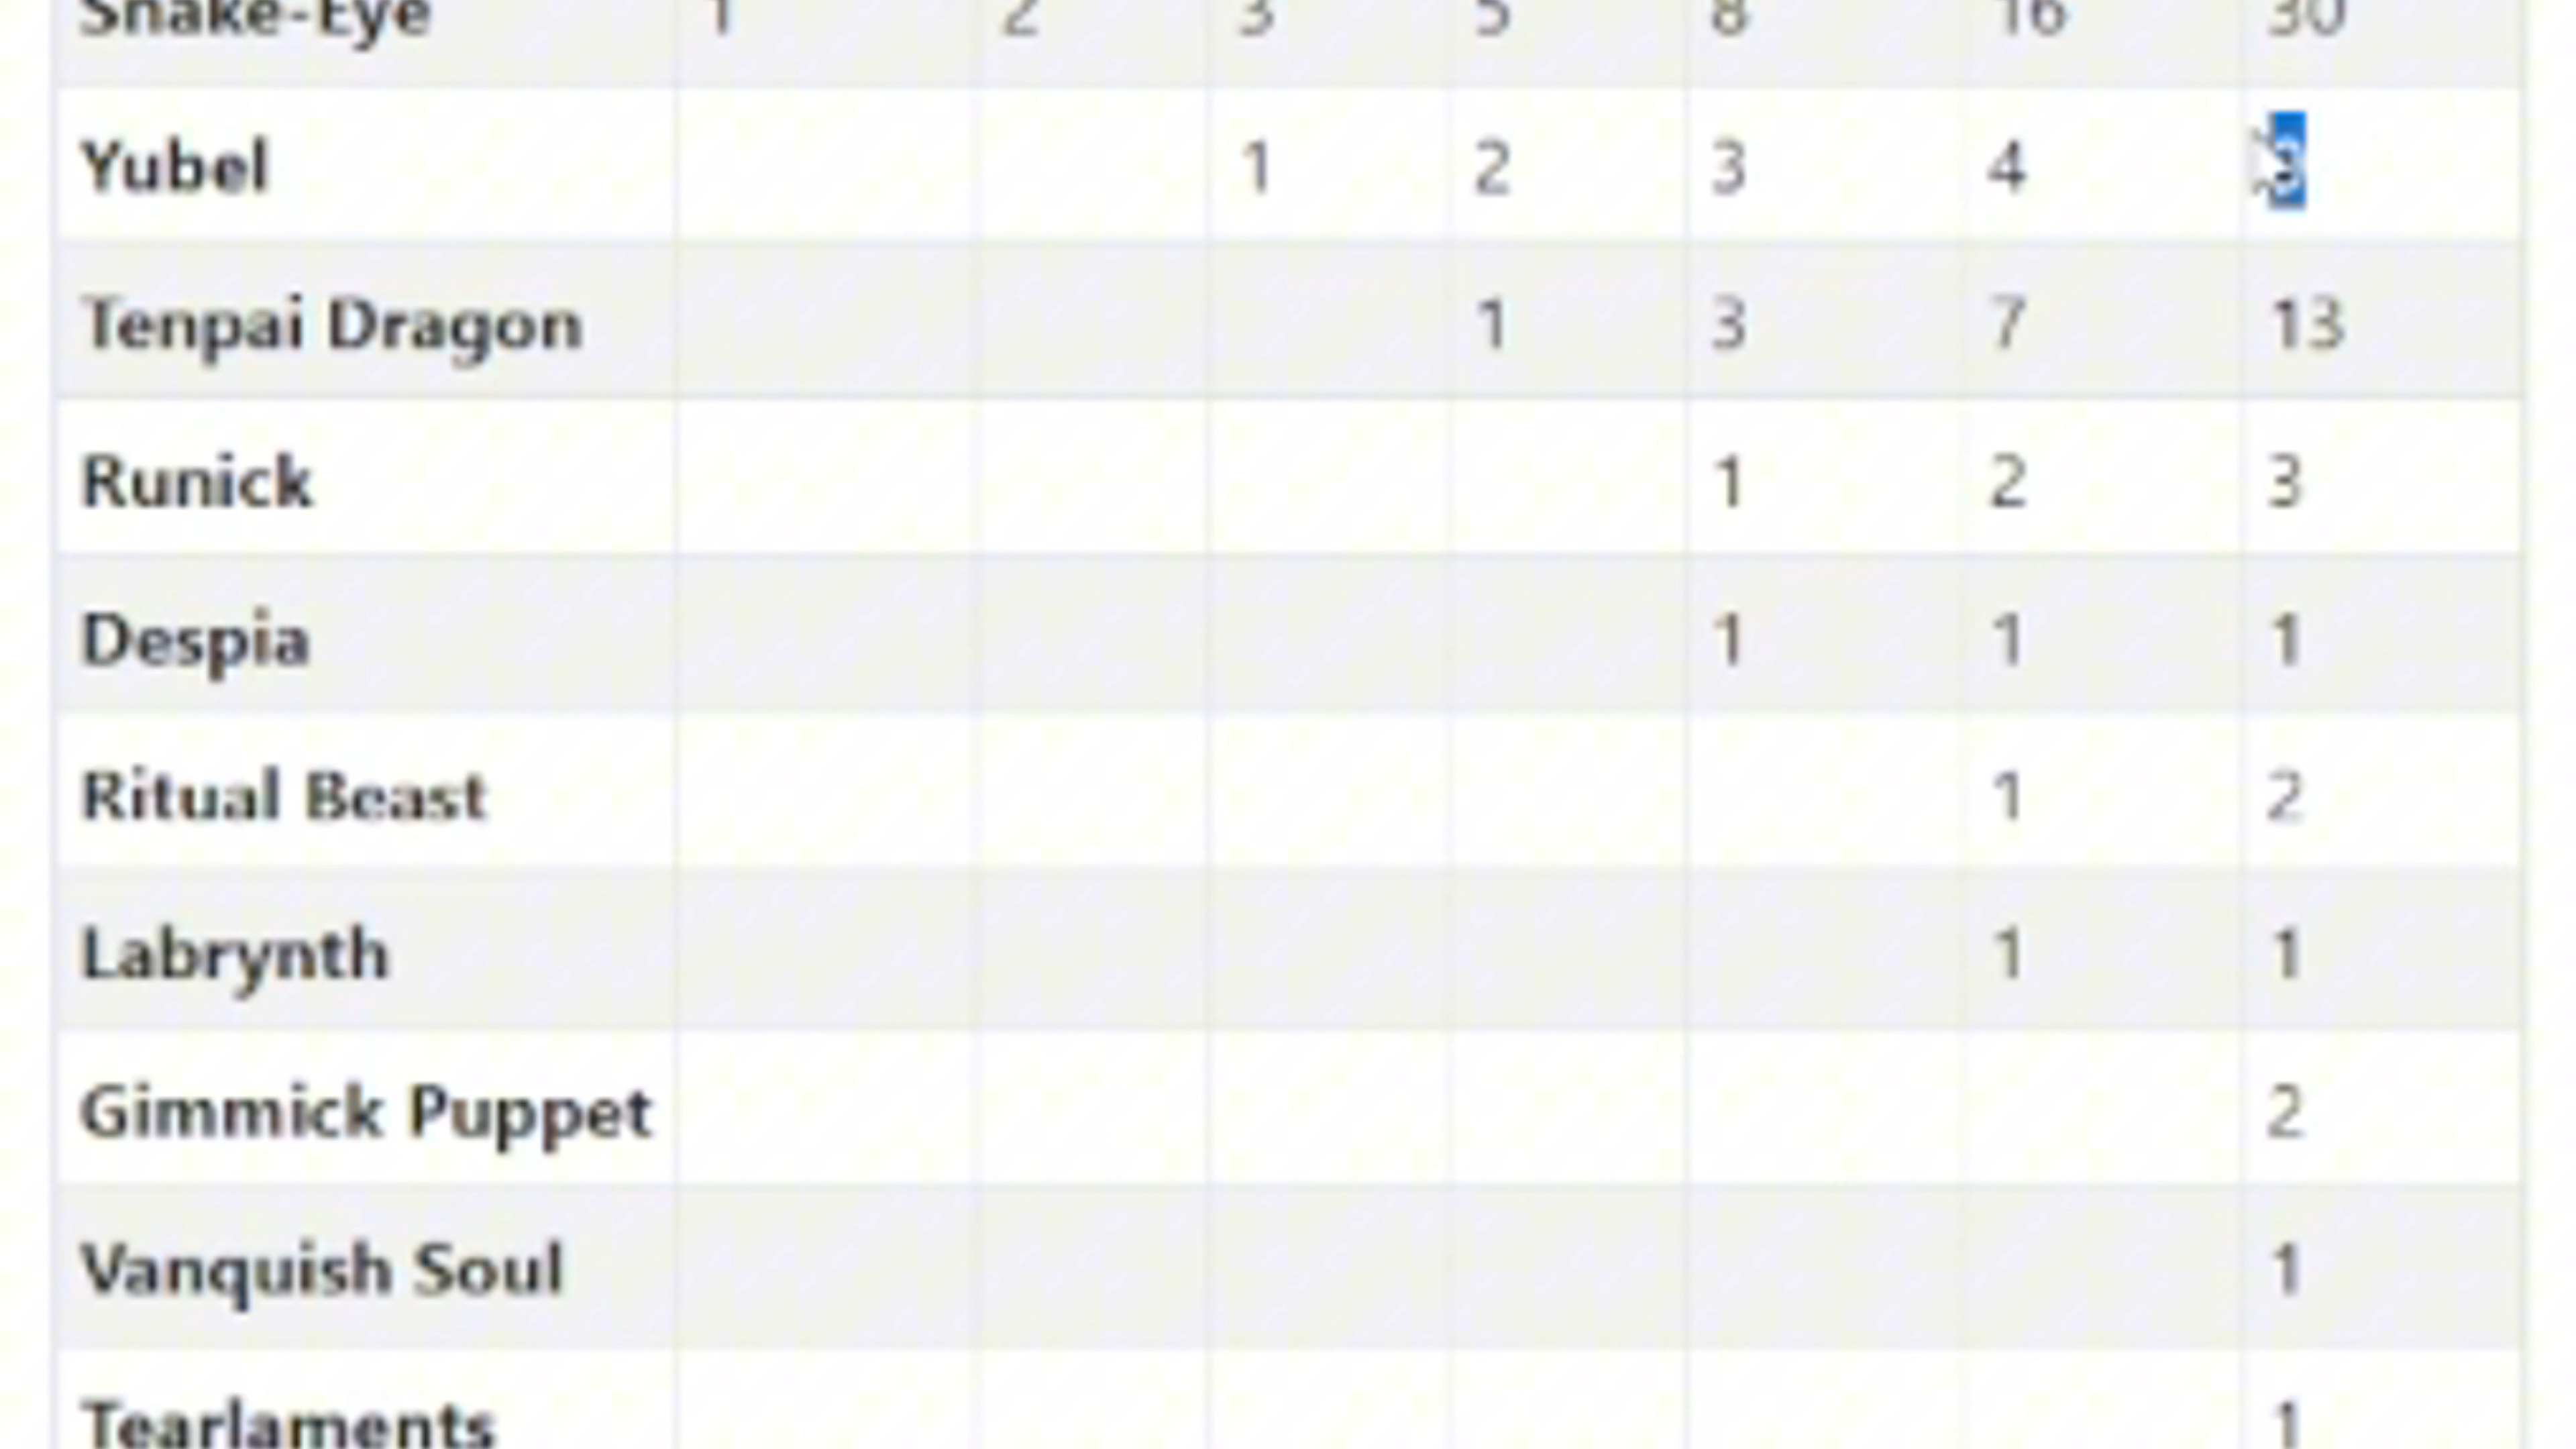 Snake-Eye 1 2 3 5 8 16 30
Yubel 1 2 3 4
Tenpai Dragon 1 3 7 13
Runick 1 2 3
Despia 1 1 1
Ritual Beast 1 2
Labrynth 1 1
Gimmick Puppet 2
Vanquish Soul 1
Tearlaments 1